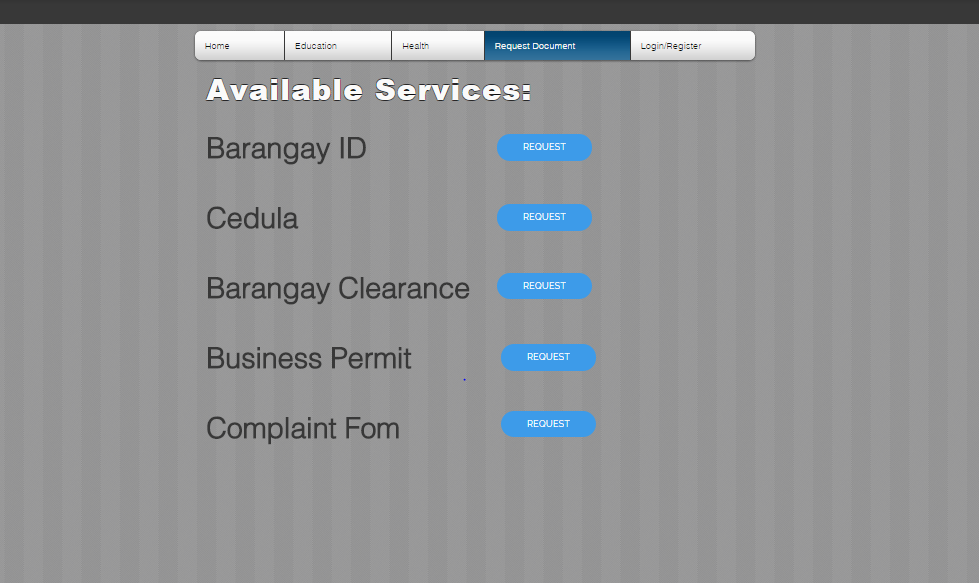 Home Education Health Request Document Login/Register
Available Services:
Barangay ID REQUEST
Cedula REQUEST
Barangay Clearance REQUEST
Business Permit REQUEST
Complaint Fom REQUEST